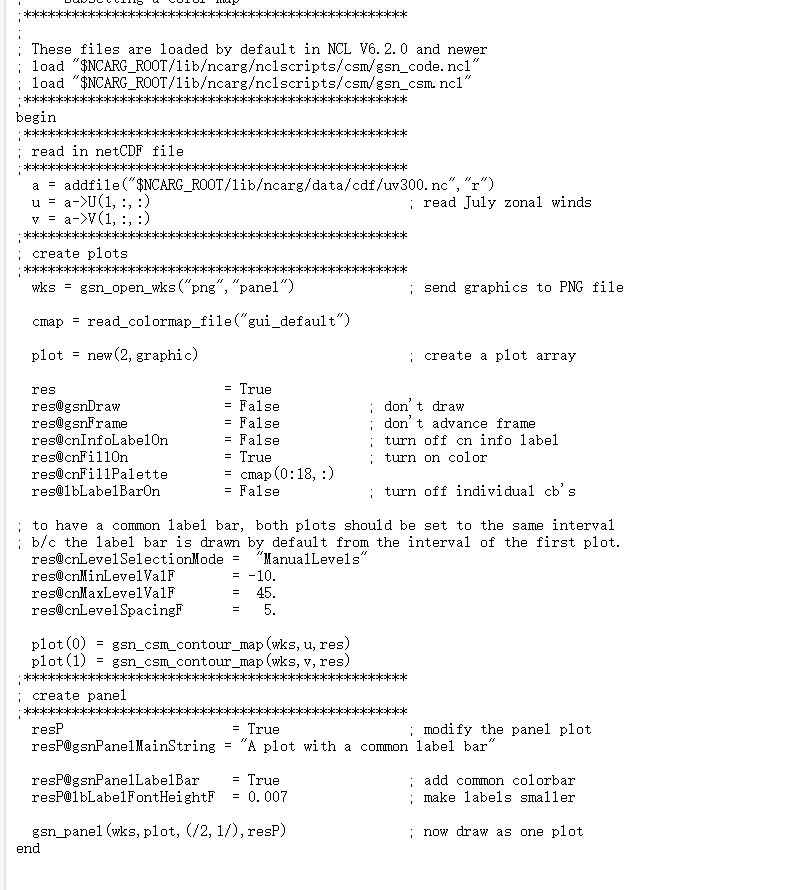 Subsetting a color map
;************************************************
;
; These files are loaded by default in NCL V6.2.0 and newer
; load "$NCARG_ROOT/lib/ncarg/nclscripts/csm/gsn_code.ncl"
; load "$NCARG_ROOT/lib/ncarg/nclscripts/csm/gsn_csm.ncl"
;************************************************
begin
;************************************************
; read in netCDF file
;************************************************
  a = addfile("$NCARG_ROOT/lib/ncarg/data/cdf/uv300.nc","r")
  u = a->U(1,:,:)                                ; read July zonal winds
  v = a->V(1,:,:)
;************************************************
; create plots
;************************************************
  wks = gsn_open_wks("png","panel")              ; send graphics to PNG file
  cmap = read_colormap_file("gui_default")
  plot = new(2,graphic)                          ; create a plot array
  res                     = True
  res@gsnDraw             = False           ; don't draw
  res@gsnFrame            = False           ; don't advance frame
  res@cnInfoLabelOn       = False           ; turn off cn info label
  res@cnFillOn            = True            ; turn on color
  res@cnFillPalette       = cmap(0:18,:)
  res@lbLabelBarOn        = False           ; turn off individual cb's
; to have a common label bar, both plots should be set to the same interval
; b/c the label bar is drawn by default from the interval of the first plot.
  res@cnLevelSelectionMode =  "ManualLevels"
  res@cnMinLevelValF       = -10.
  res@cnMaxLevelValF       =  45.
  res@cnLevelSpacingF      =   5.
  plot(0) = gsn_csm_contour_map(wks,u,res)
  plot(1) = gsn_csm_contour_map(wks,v,res)
;************************************************
; create panel
;************************************************
  resP                     = True                ; modify the panel plot
  resP@gsnPanelMainString = "A plot with a common label bar"
  resP@gsnPanelLabelBar    = True                ; add common colorbar
  resP@lbLabelFontHeightF  = 0.007               ; make labels smaller
  gsn_panel(wks,plot,(/2,1/),resP)               ; now draw as one plot
end